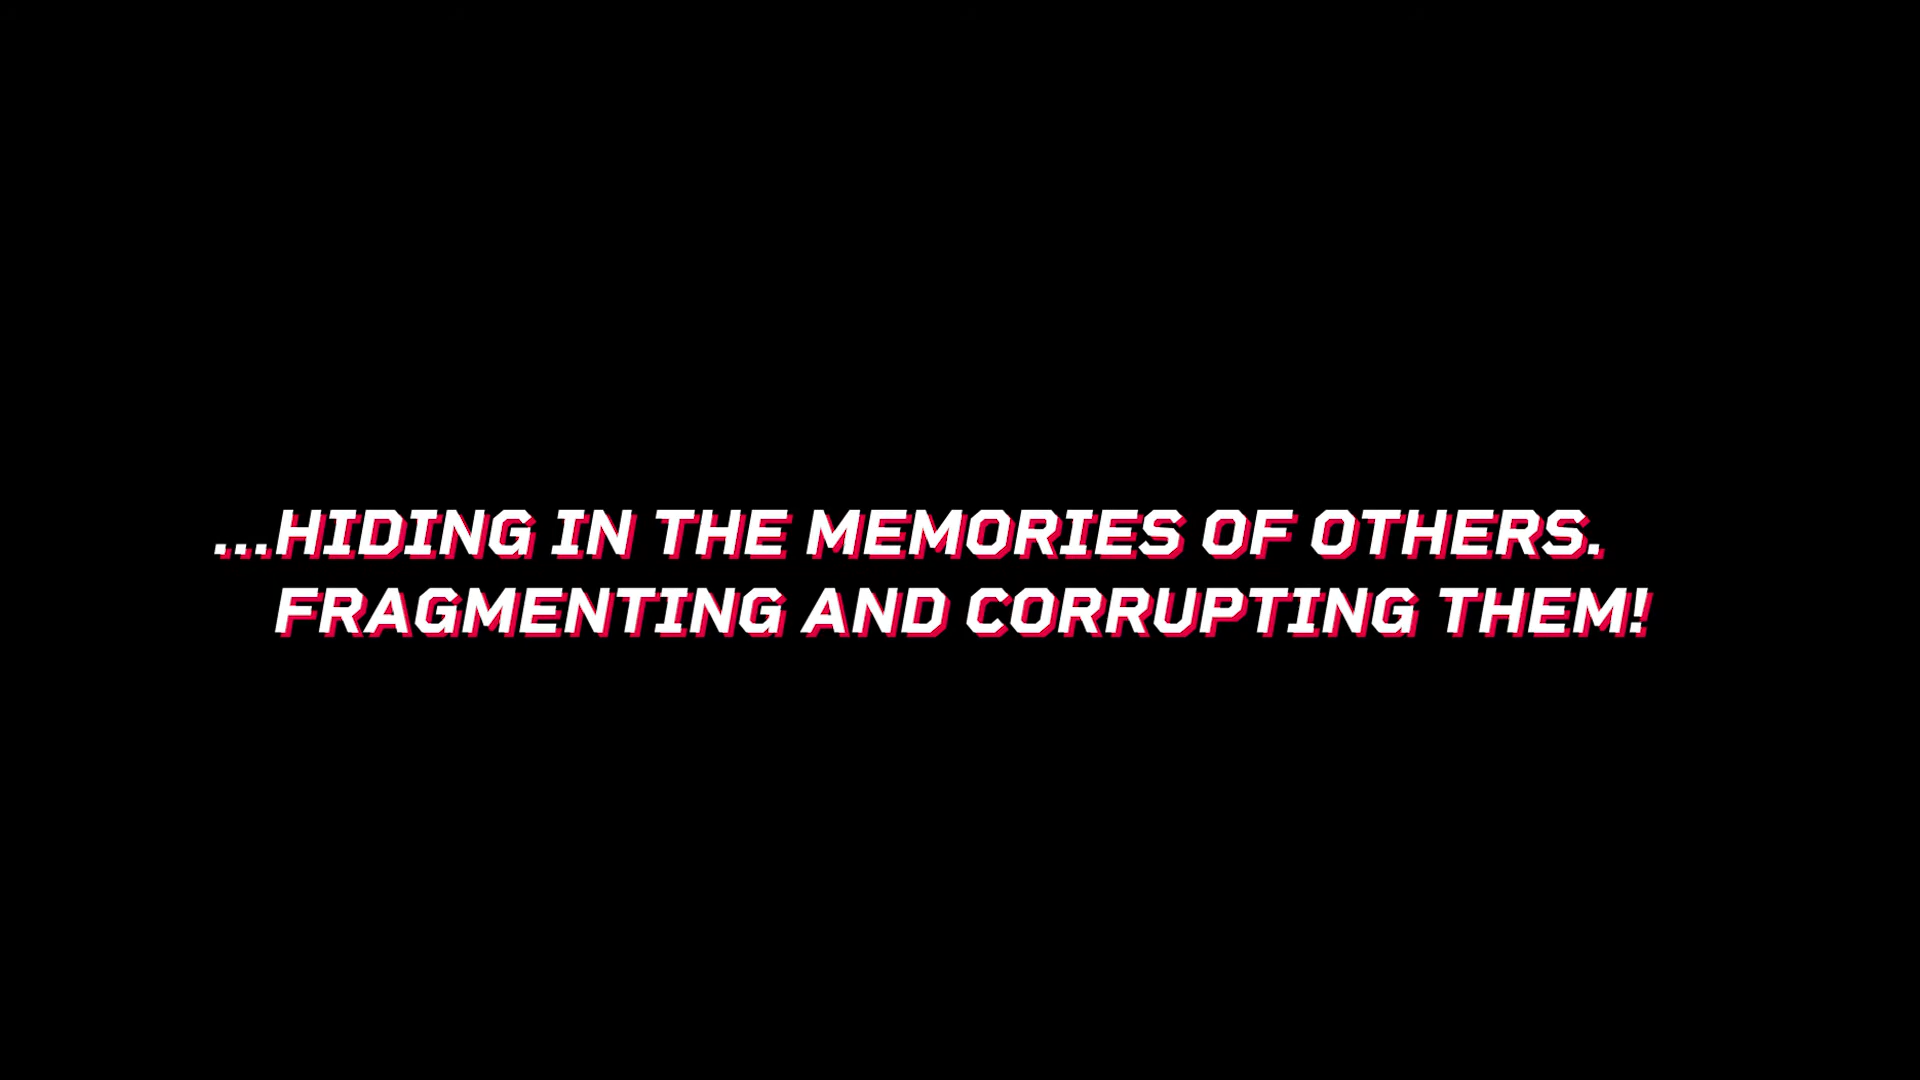 ...HIDING IN THE MEMORIES OF OTHERS.
FRAGMENTING AND CORRUPTING THEM!